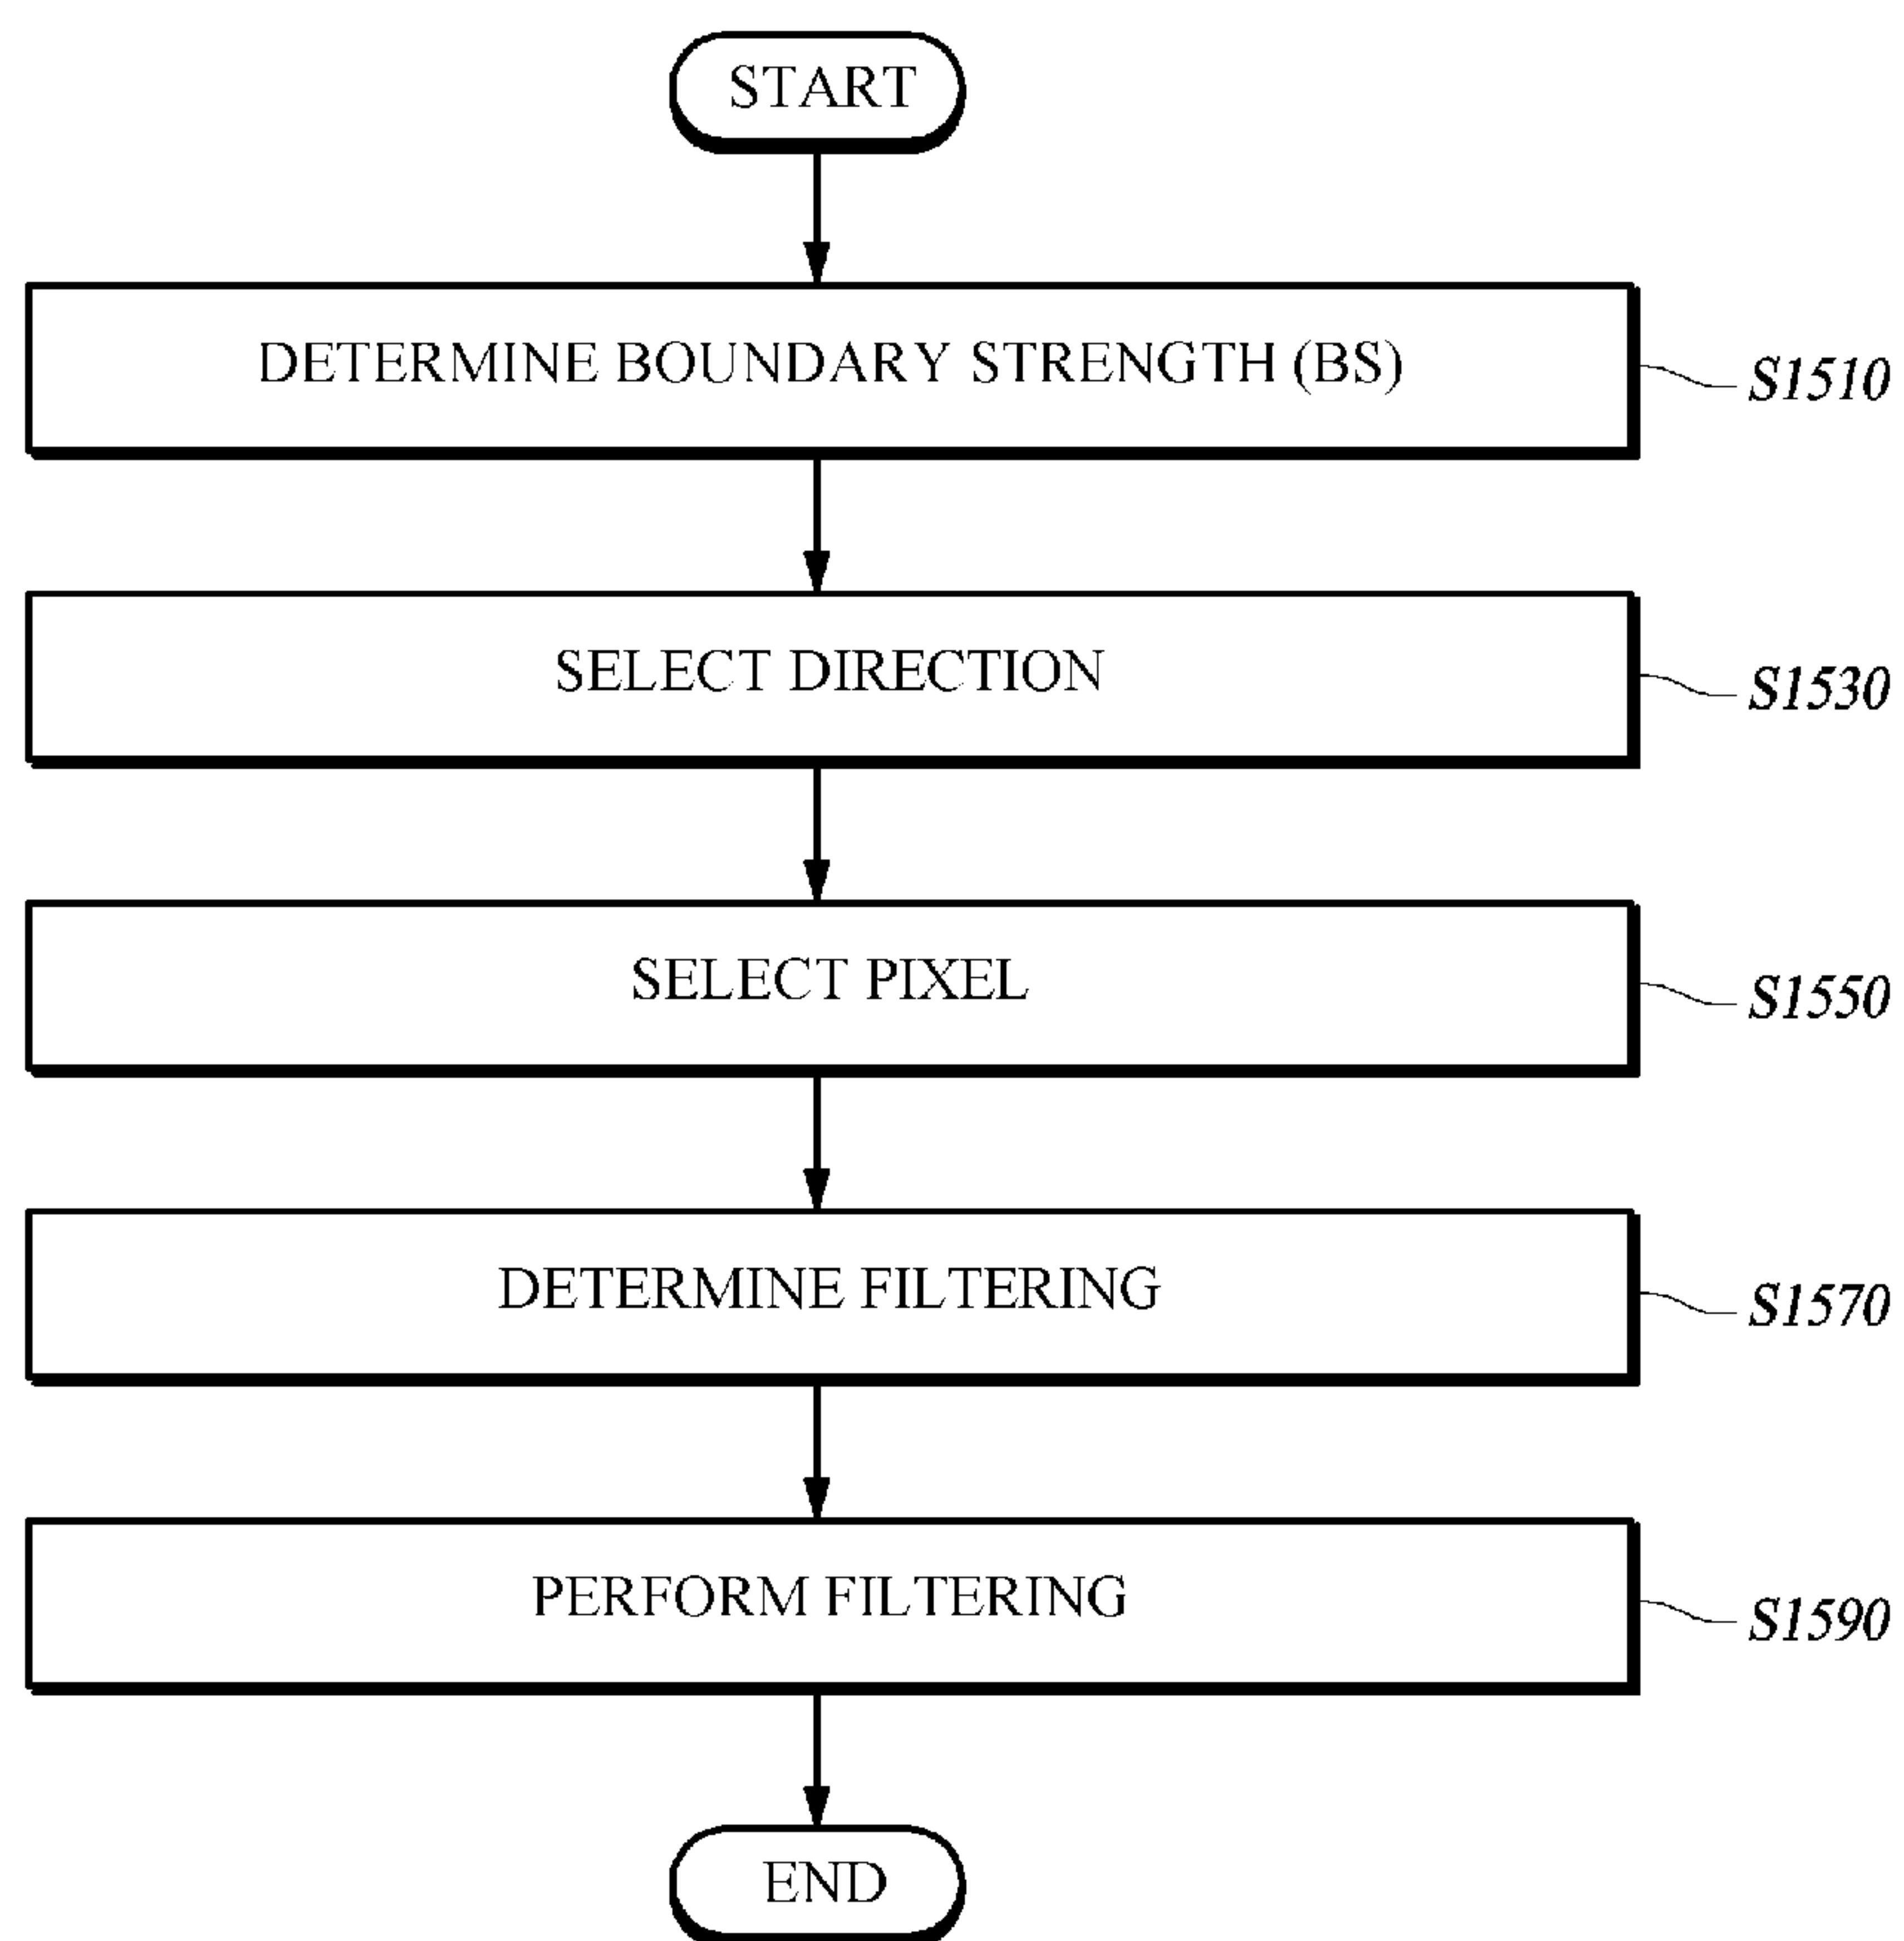 START
DETERMINE BOUNDARY STRENGTH (BS)
S1510
SELECT DIRECTION
S1530
SELECT PIXEL
S1550
DETERMINE FILTERING
S1570
PERFORM FILTERING
S1590
END